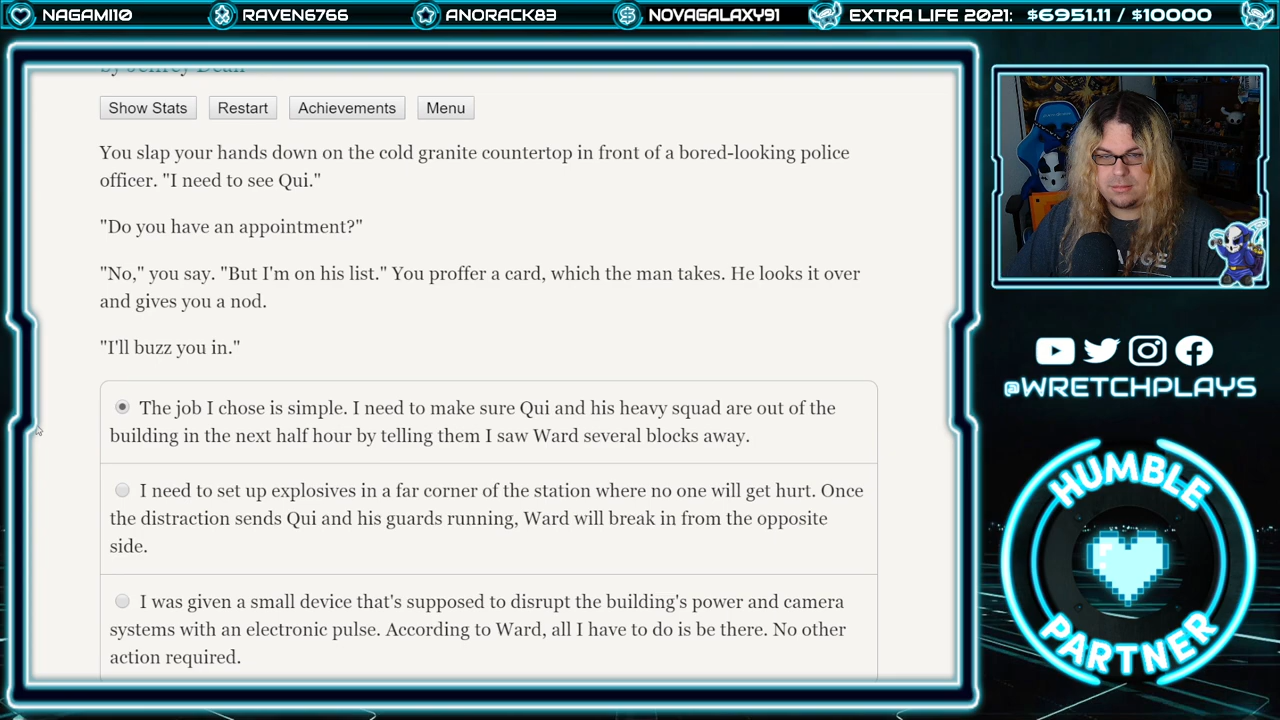 NAGAMI10 RAVEN6766 ANORACK83 NOVAGALAXY91 EXTRA LIFE 2021: $6951.11 / $10000
by Jeffrey Dean
Show Stats Restart Achievements Menu
You slap your hands down on the cold granite countertop in front of a bored-looking police
officer. "I need to see Qui."
"Do you have an appointment?"
"No," you say. "But I'm on his list." You proffer a card, which the man takes. He looks it over
and gives you a nod.
"I'll buzz you in."
The job I chose is simple. I need to make sure Qui and his heavy squad are out of the
building in the next half hour by telling them I saw Ward several blocks away.
I need to set up explosives in a far corner of the station where no one will get hurt. Once
the distraction sends Qui and his guards running, Ward will break in from the opposite
side.
I was given a small device that's supposed to disrupt the building's power and camera
systems with an electronic pulse. According to Ward, all I have to do is be there. No other
action required.
@WRETCHPLAYS
HUMBLE
PARTNER